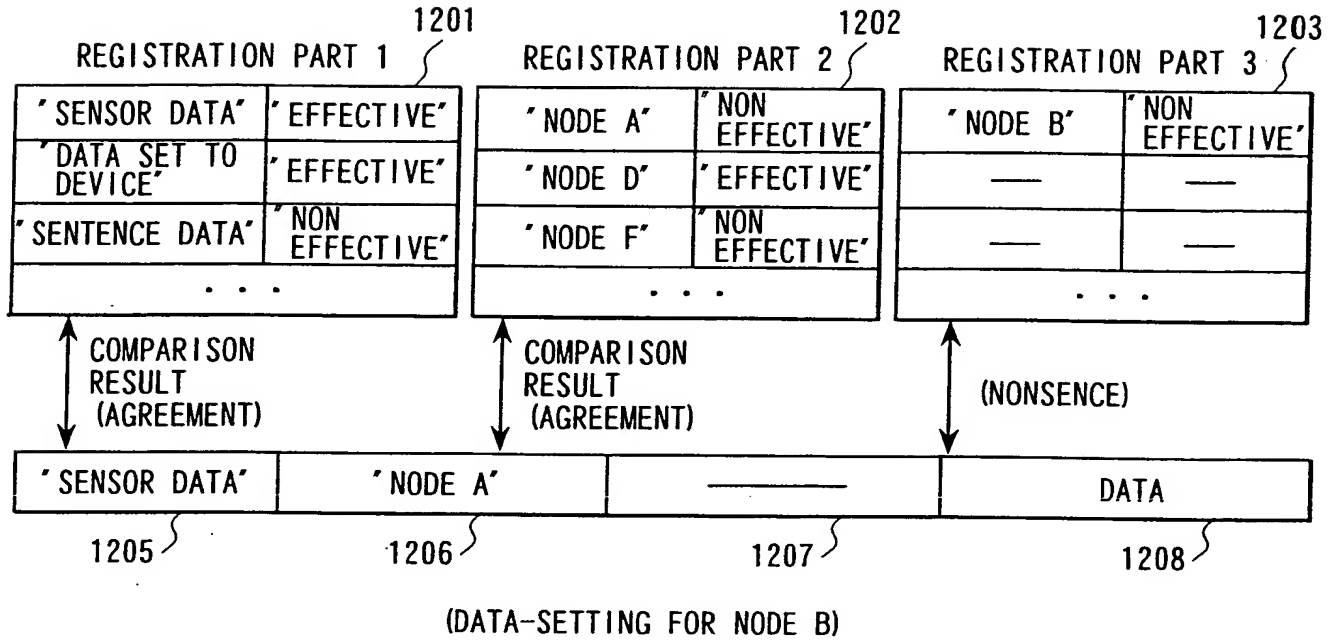 1201
1202
1203
REGISTRATION PART 1
REGISTRATION PART 2
REGISTRATION PART 3
"SENSOR DATA"
"EFFECTIVE"
"DATA SET TO
DEVICE"
"EFFECTIVE"
"SENTENCE DATA"
"NON
EFFECTIVE"
. . .
"NODE A"
"NON
EFFECTIVE"
"NODE D"
"EFFECTIVE"
"NODE F"
"NON
EFFECTIVE"
. . .
"NODE B"
"NON
EFFECTIVE"
—
—
—
—
. . .
COMPARISON
RESULT
(AGREEMENT)
COMPARISON
RESULT
(AGREEMENT)
(NONSENCE)
"SENSOR DATA"
"NODE A"
—
DATA
1205
1206
1207
1208
(DATA-SETTING FOR NODE B)